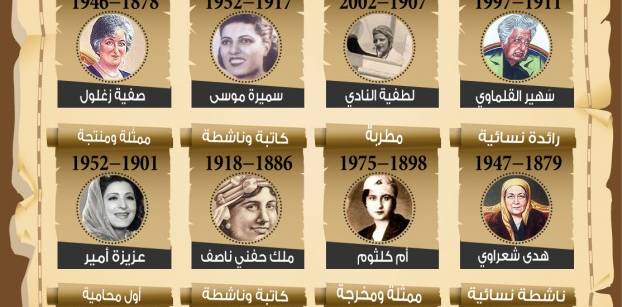 1997–1911
2002–1907
1952–1917
1946–1878
سهير القلماوي
لطفية النادي
سميرة موسى
صفية زغلول
رائدة نسائية
مطربة
كاتبة وناشطة
ممثلة ومنتجة
1947–1879
1975–1898
1918–1886
1952–1901
هدى شعراوي
أم كلثوم
ملك حفني ناصف
عزيزة أمير
ناشطة نسائية
ممثلة ومخرجة
كاتبة وناشطة
أول محامية